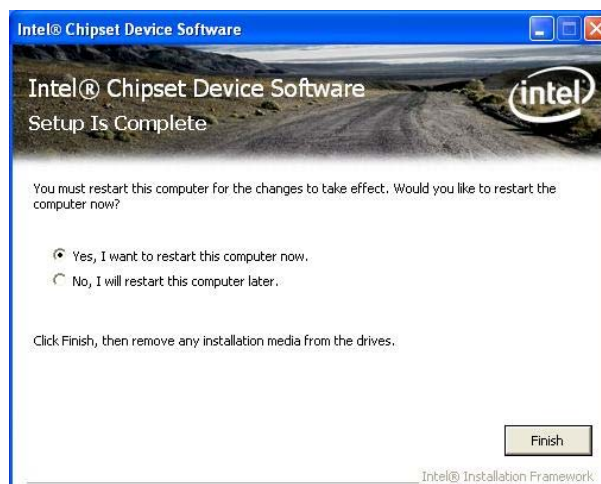 Intel® Chipset Device Software
Intel® Chipset Device Software
intel
Setup Is Complete
You must restart this computer for the changes to take effect. Would you like to restart the
computer now?
Yes, I want to restart this computer now.
No, I will restart this computer later.
Click Finish, then remove any installation media from the drives.
Finish
Intel® Installation Framework